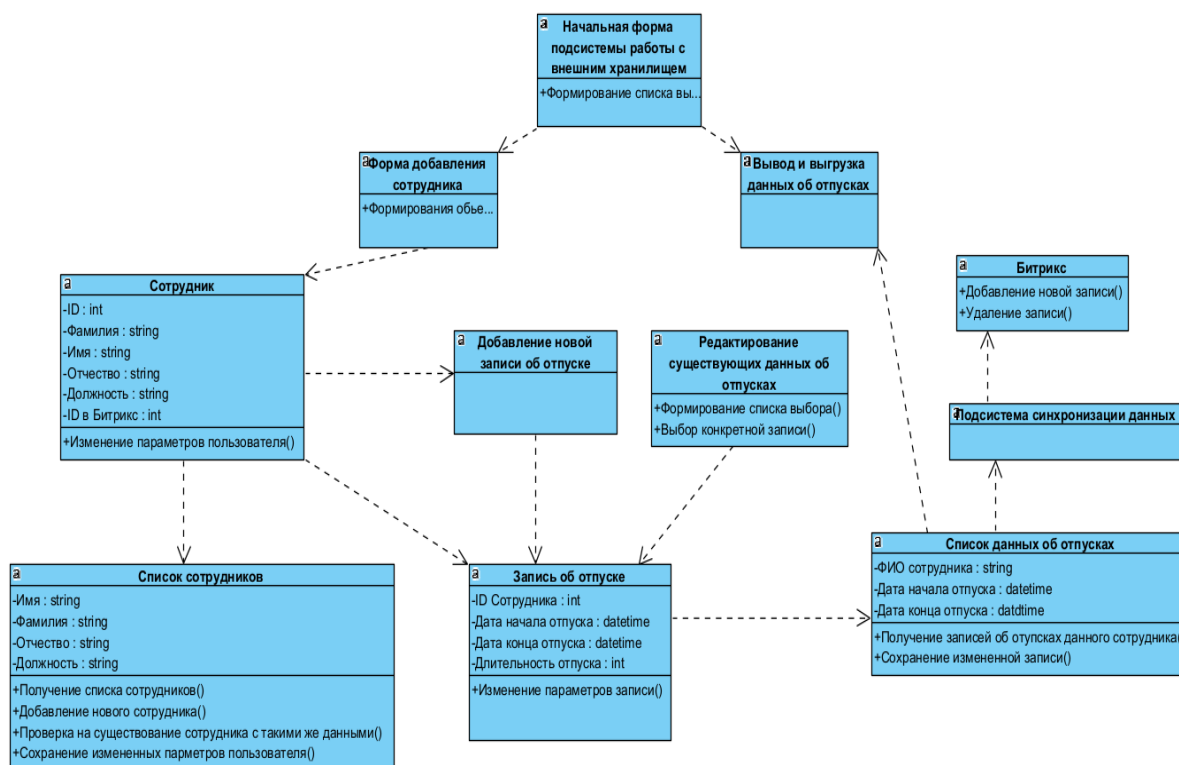 a
Начальная форма
подсистемы работы с
внешним хранилищем
+Формирование списка вы...
a
Форма добавления
сотрудника
+Формирования обье...
a
Вывод и выгрузка
данных об отпусках
a
Битрикс
+Добавление новой записи()
+Удаление записи()
a
Сотрудник
-ID : int
-Фамилия : string
-Имя : string
-Отчество : string
-Должность : string
-ID в Битрикс : int
+Изменение параметров пользователя()
a
Добавление новой
записи об отпуске
a
Редактирование
существующих данных об
отпусках
+Формирование списка выбора()
+Выбор конкретной записи()
a
Подсистема синхронизации данных
a
Список сотрудников
-Имя : string
-Фамилия : string
-Отчество : string
-Должность : string
+Получение списка сотрудников()
+Добавление нового сотрудника()
+Проверка на существование сотрудника с такими же данными()
+Сохранение измененных парметров пользователя()
a
Запись об отпуске
-ID Сотрудника : int
-Дата начала отпуска : datetime
-Дата конца отпуска : datetime
-Длительность отпуска : int
+Изменение параметров записи()
a
Список данных об отпусках
-ФИО сотрудника : string
-Дата начала отпуска : datetime
-Дата конца отпуска : datdtime
+Получение записей об отупсках данного сотрудника
+Сохранение измененной записи()